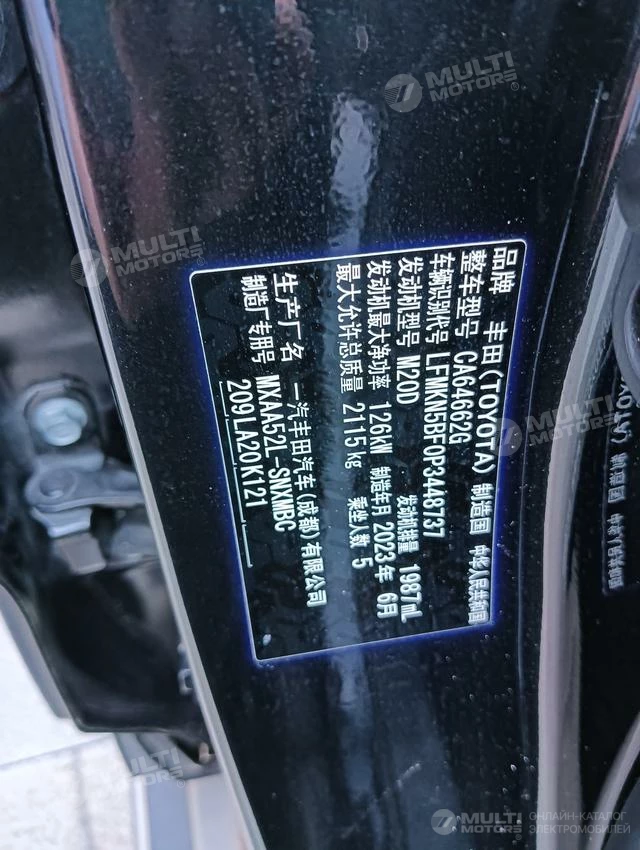 品牌 丰田(TOYOTA) 制造国 中华人民共和国
整车型号 CA64662G
车辆识别代号 LFMKN5BF0P3448737
发动机型号 M20D 发动机排量 1987mL
发动机最大净功率 126kW 制造年月 2023年 6月
最大允许总质量 2115kg 乘坐人数 5
生产厂名 一汽丰田汽车(成都)有限公司
制造厂专用号 MXAA52L-SNXMBC
209LA20K121
MULTI MOTORS®
MULTI MOTORS
MULTI MOTORS
MULTI MOTORS
MULTI MOTORS
MULTI MOTORS
ОНЛАЙН-КАТАЛОГ
ЭЛЕКТРОМОБИЛЕЙ